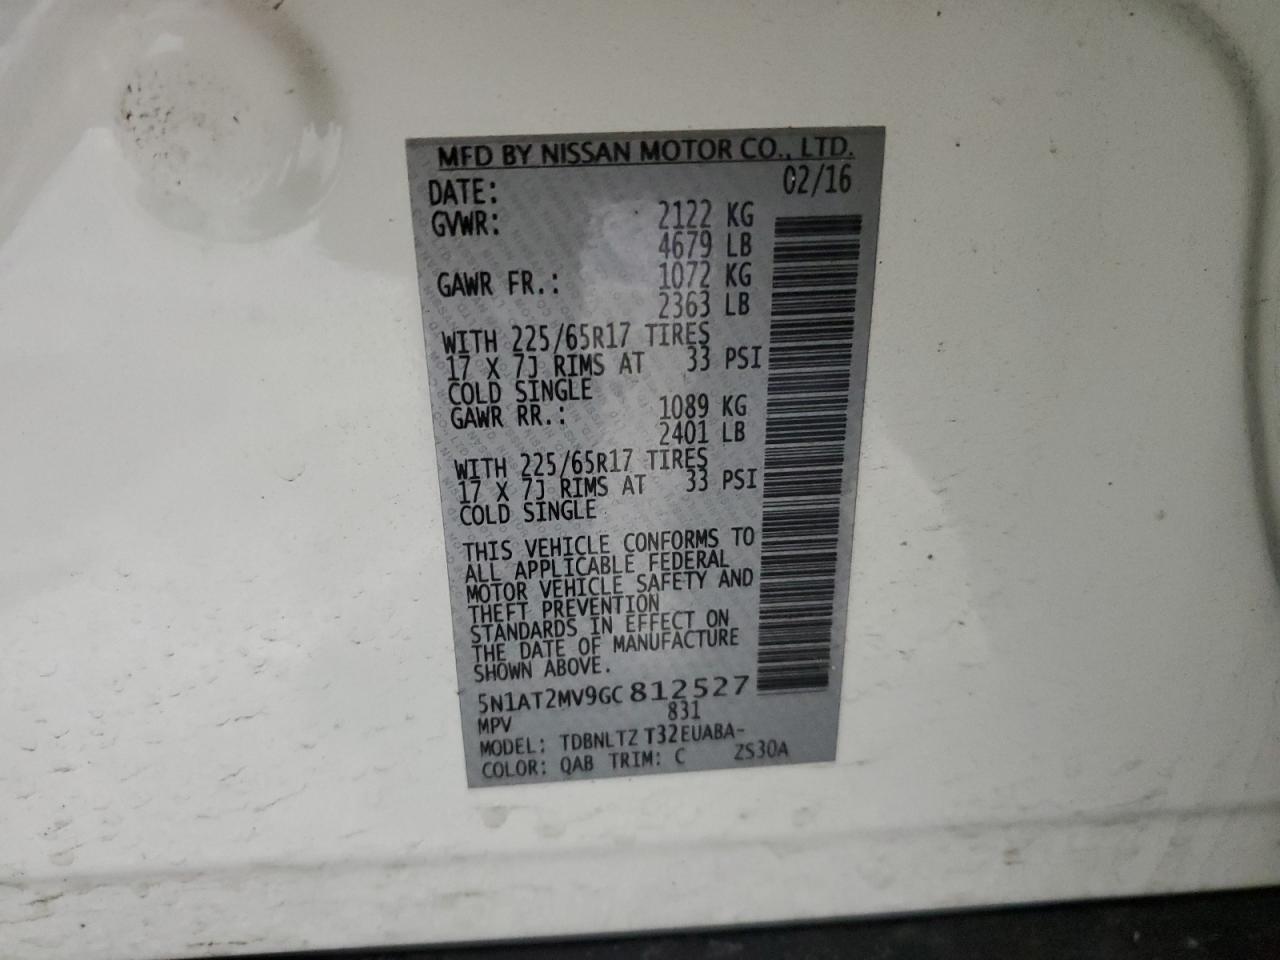 MFD BY NISSAN MOTOR CO., LTD.
DATE: 02/16
GVWR: 2122 KG
4679 LB
GAWR FR.: 1072 KG
2363 LB
WITH 225/65R17 TIRES
17 X 7J RIMS AT 33 PSI
COLD SINGLE
GAWR RR.: 1089 KG
2401 LB
WITH 225/65R17 TIRES
17 X 7J RIMS AT 33 PSI
COLD SINGLE
THIS VEHICLE CONFORMS TO
ALL APPLICABLE FEDERAL
MOTOR VEHICLE SAFETY AND
THEFT PREVENTION
STANDARDS IN EFFECT ON
THE DATE OF MANUFACTURE
SHOWN ABOVE.
5N1AT2MV9GC812527
MPV 831
MODEL: TDBNLTZ T32EUABA-
COLOR: QAB TRIM: C ZS30A